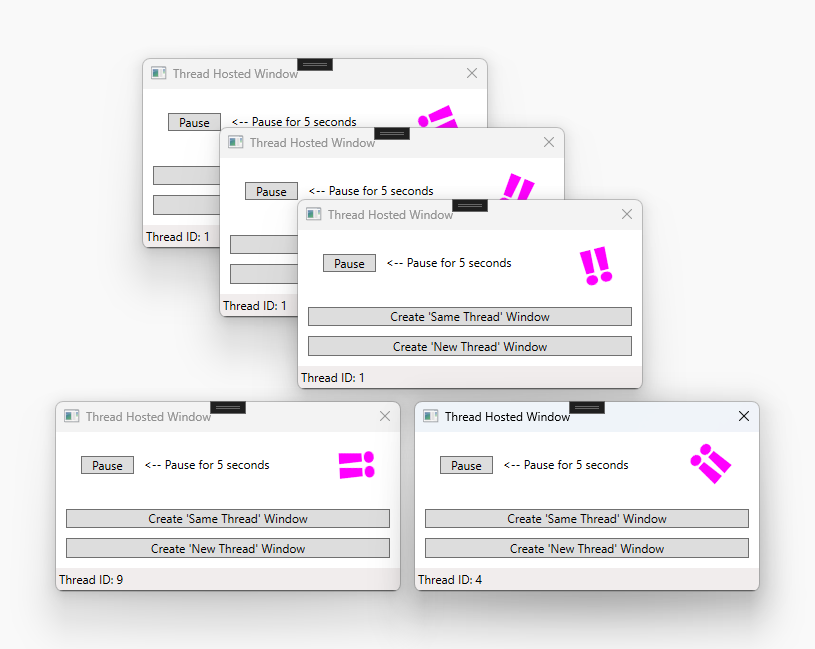 Thread Hosted Window
Pause <-- Pause for 5 seconds
Thread ID: 1
Thread Hosted Window
Pause <-- Pause for 5 seconds
Thread ID: 1
Thread Hosted Window
Pause <-- Pause for 5 seconds !!
Create 'Same Thread' Window
Create 'New Thread' Window
Thread ID: 1
Thread Hosted Window
Pause <-- Pause for 5 seconds !!
Create 'Same Thread' Window
Create 'New Thread' Window
Thread ID: 9
Thread Hosted Window
Pause <-- Pause for 5 seconds !!
Create 'Same Thread' Window
Create 'New Thread' Window
Thread ID: 4